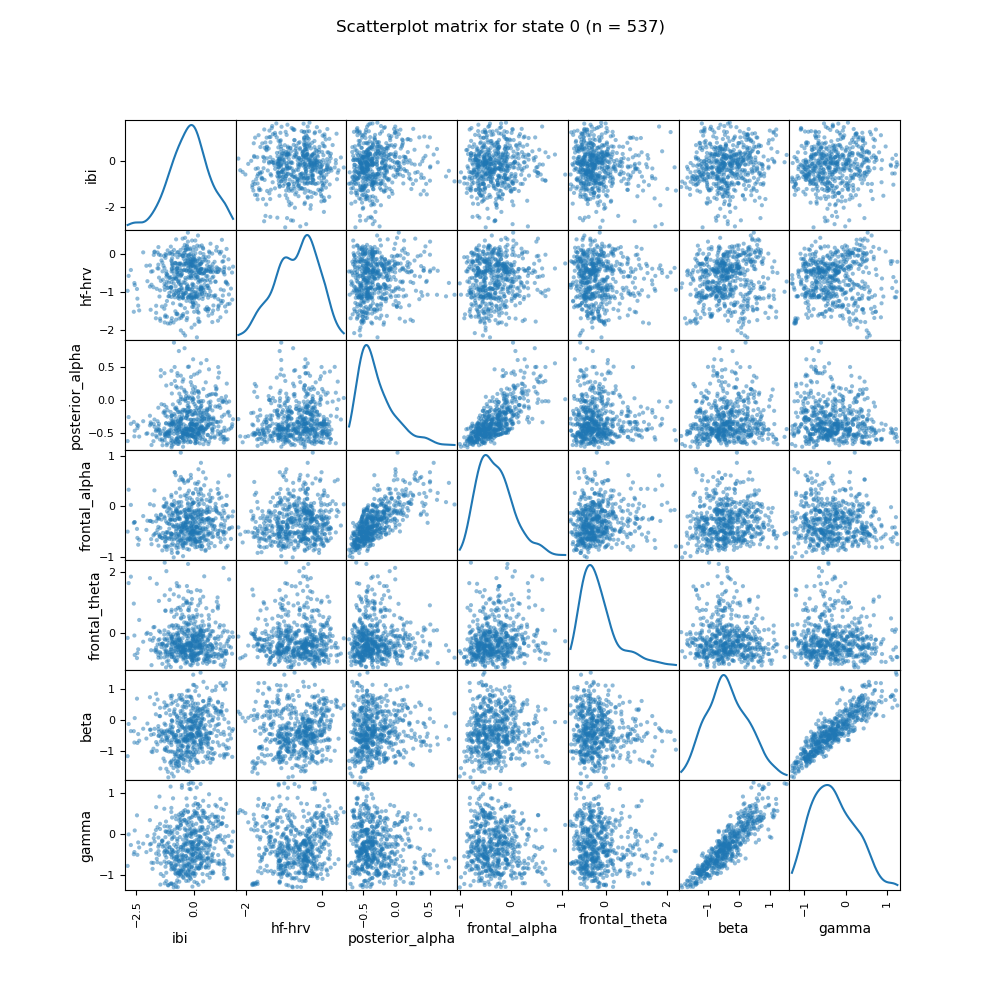 Scatterplot matrix for state 0 (n = 537)
ibi
0
−2
hf-hrv
0
−1
−2
posterior_alpha
0.5
0.0
−0.5
frontal_alpha
1
0
−1
frontal_theta
2
0
beta
1
0
−1
gamma
1
0
−1
−2.5
0.0
−2
0
−0.5
0.0
0.5
−1
0
1
0
2
−1
0
1
−1
0
1
ibi
hf-hrv
posterior_alpha
frontal_alpha
frontal_theta
beta
gamma